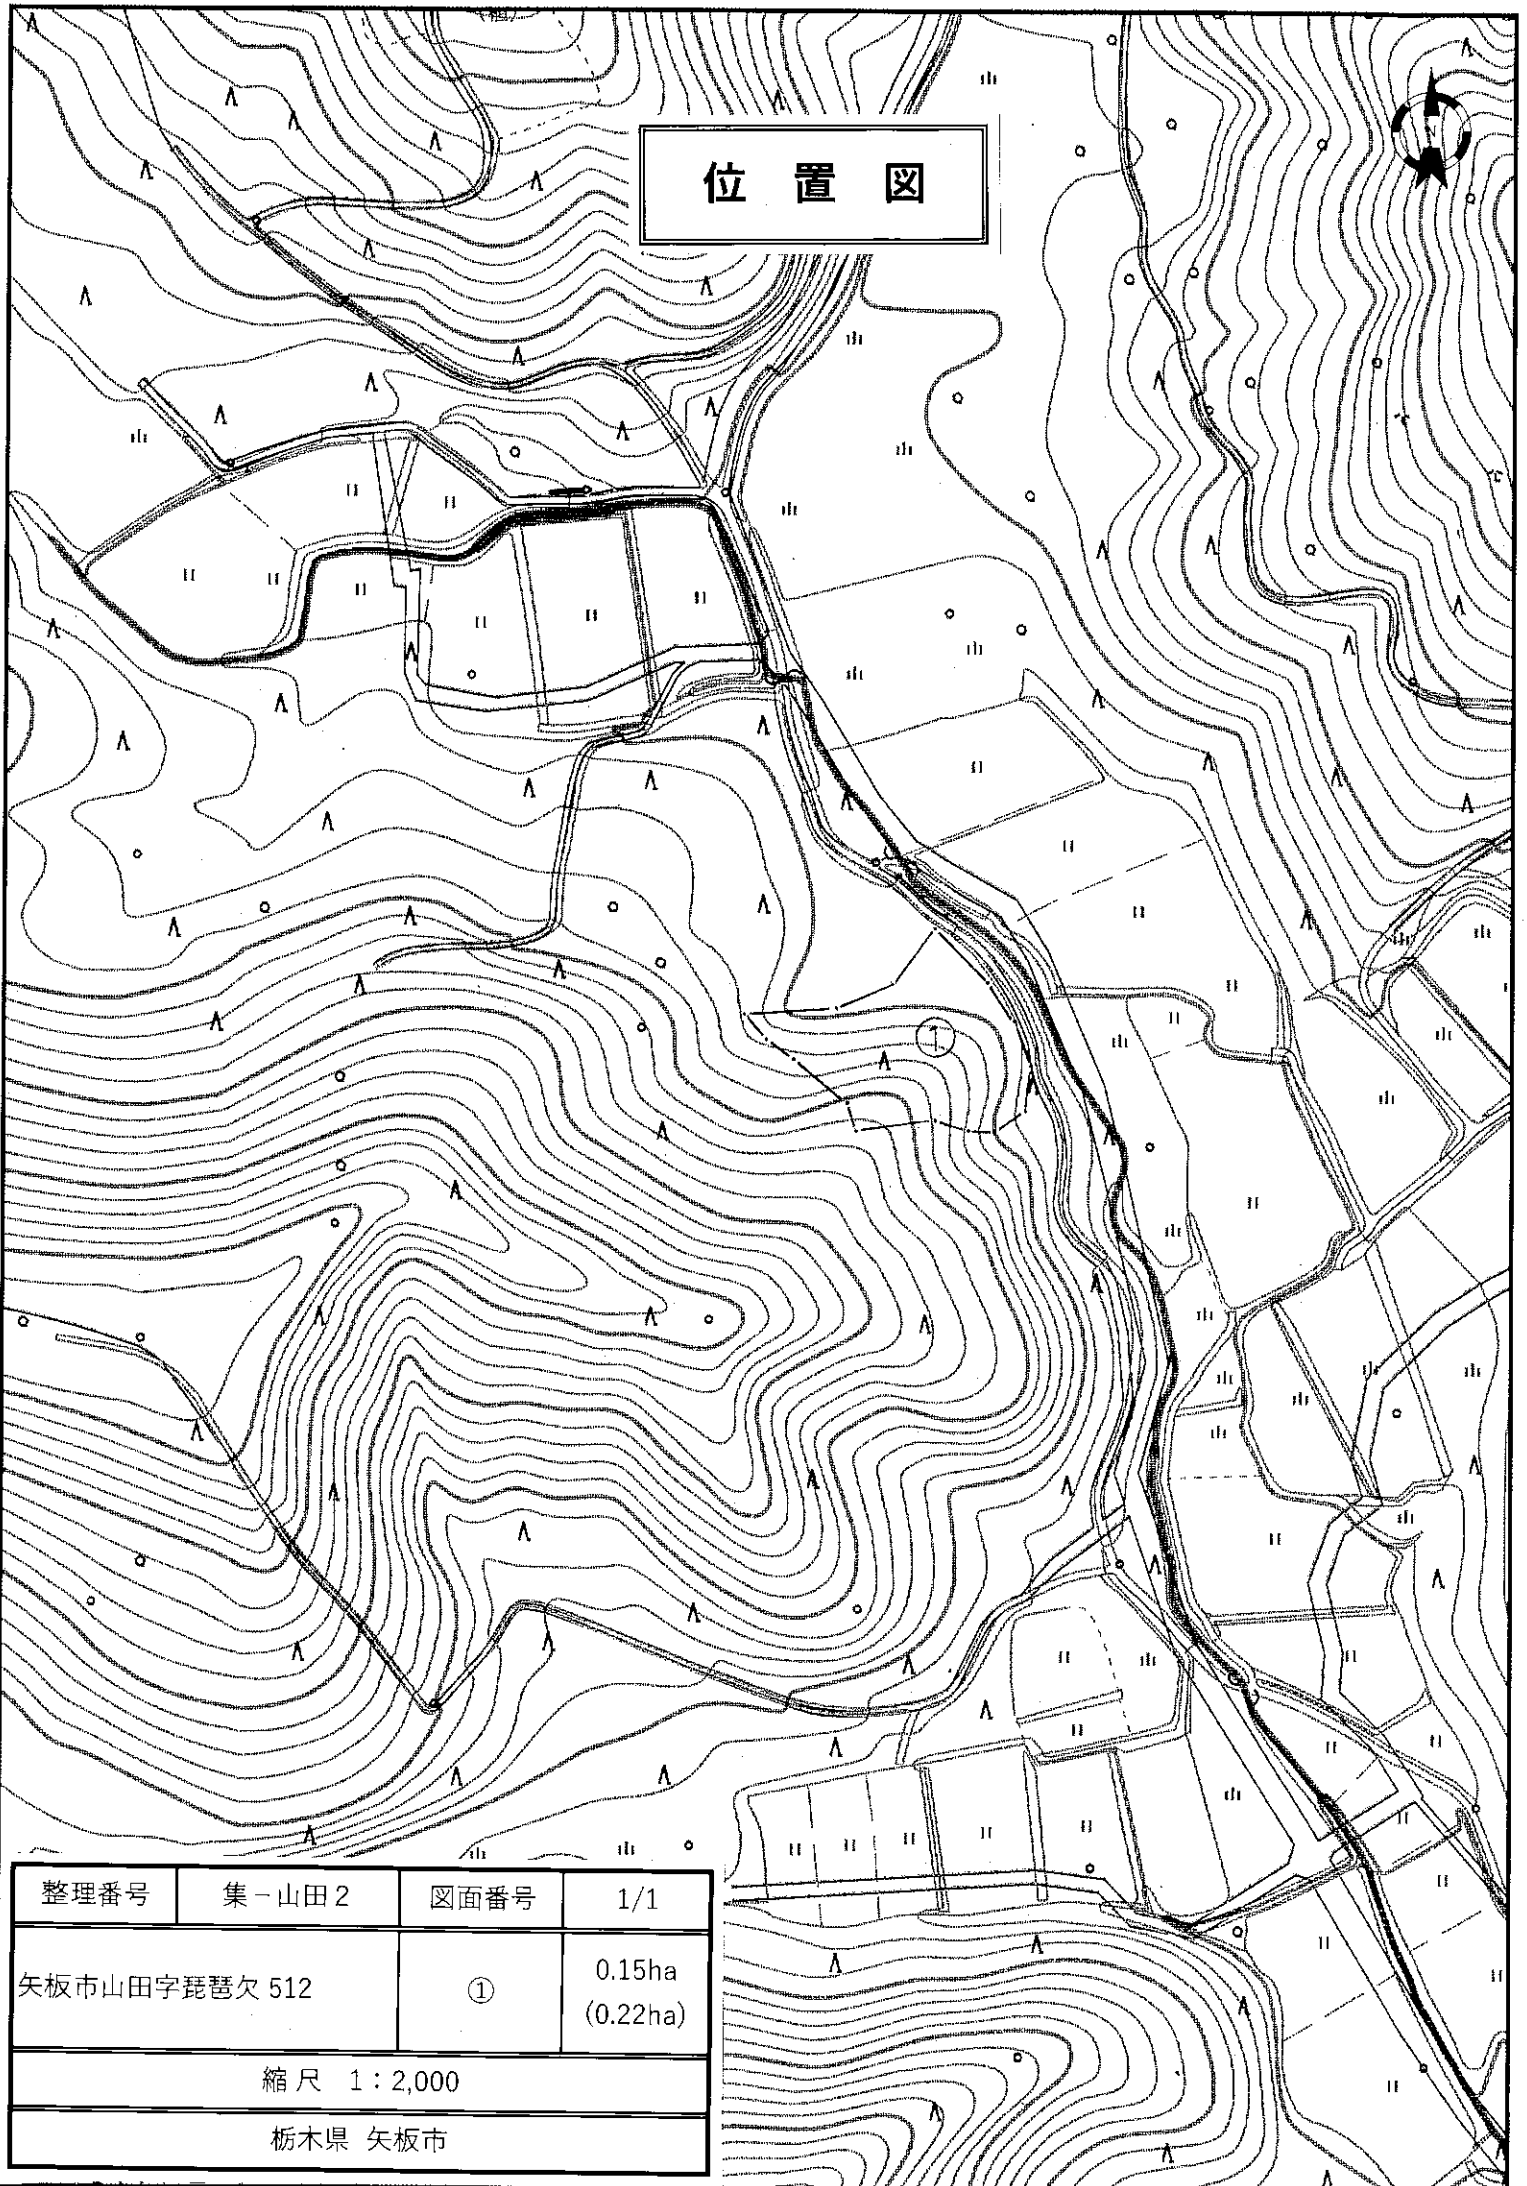 位置図
N
①
整理番号 集－山田2 図面番号 1/1
矢板市山田字琵琶欠 512 ① 0.15ha
(0.22ha)
縮尺 1：2,000
栃木県 矢板市